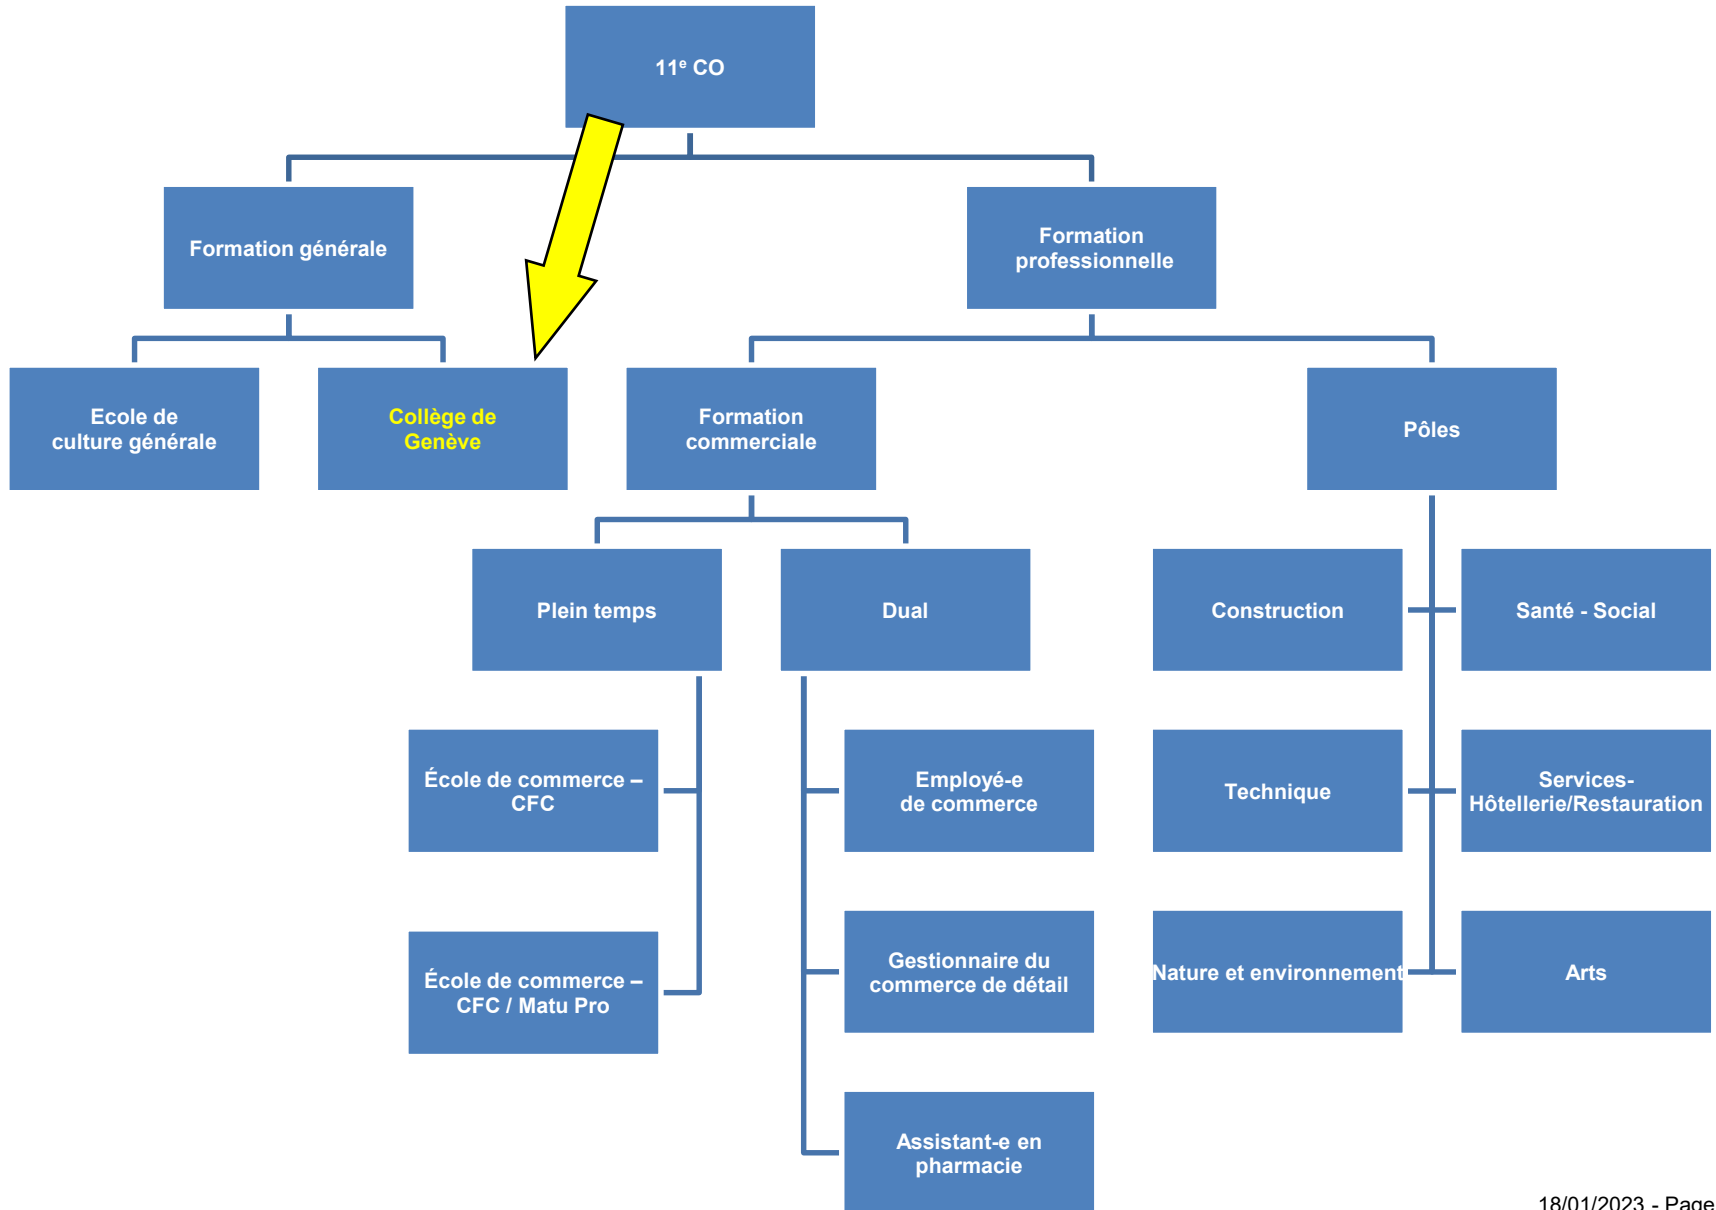 11e CO
Formation générale
Formation
professionnelle
Ecole de
culture générale
Collège de
Genève
Formation
commerciale
Pôles
Plein temps
Dual
Construction
Santé - Social
École de commerce –
CFC
Employé-e
de commerce
Technique
Services-
Hôtellerie/Restauration
École de commerce –
CFC / Matu Pro
Gestionnaire du
commerce de détail
Nature et environnement
Arts
Assistant-e en
pharmacie
18/01/2023 - Page